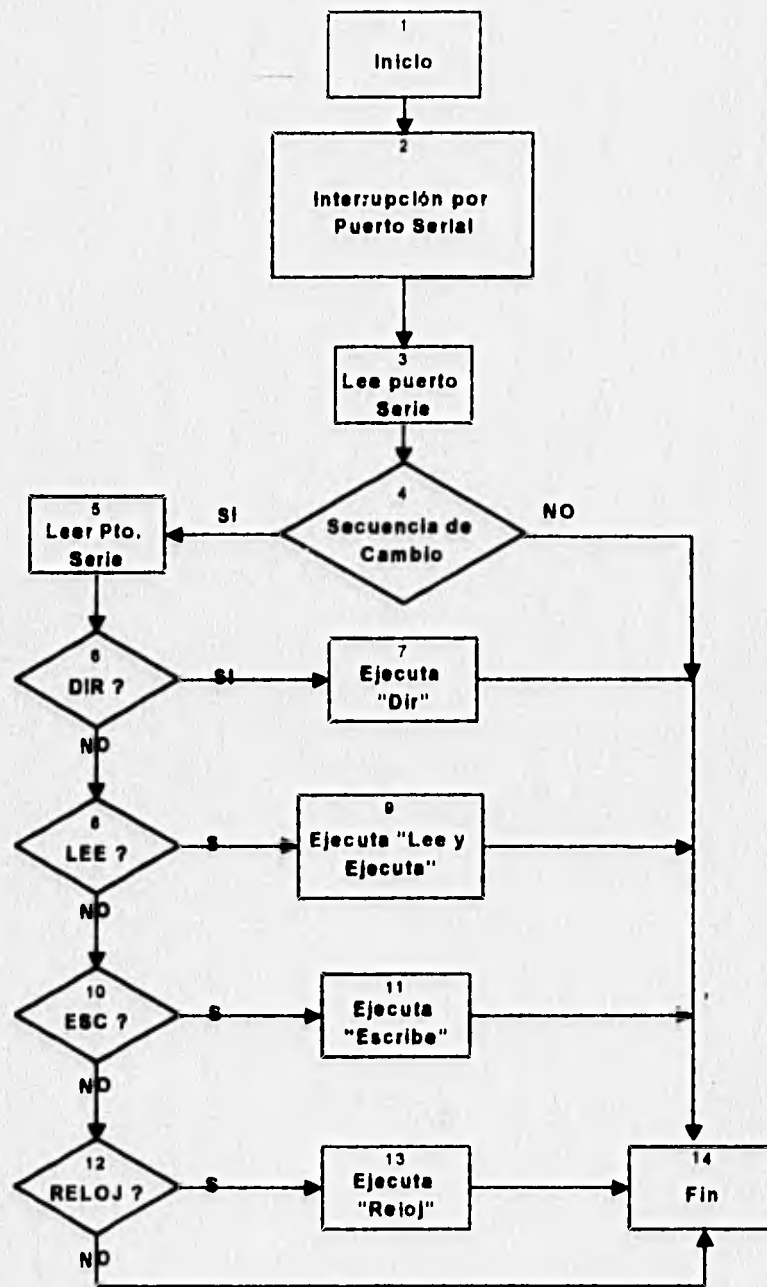 1
Inicio
2
Interrupción por
Puerto Serial
3
Lee puerto
Serie
4
Secuencia de
Cambio
SI
NO
5
Leer Pto.
Serie
6
DIR ?
SI
7
Ejecuta
"Dir"
NO
8
LEE ?
S
9
Ejecuta "Lee y
Ejecuta"
NO
10
ESC ?
S
11
Ejecuta
"Escribe"
NO
12
RELOJ ?
S
13
Ejecuta
"Reloj"
14
Fin
NO